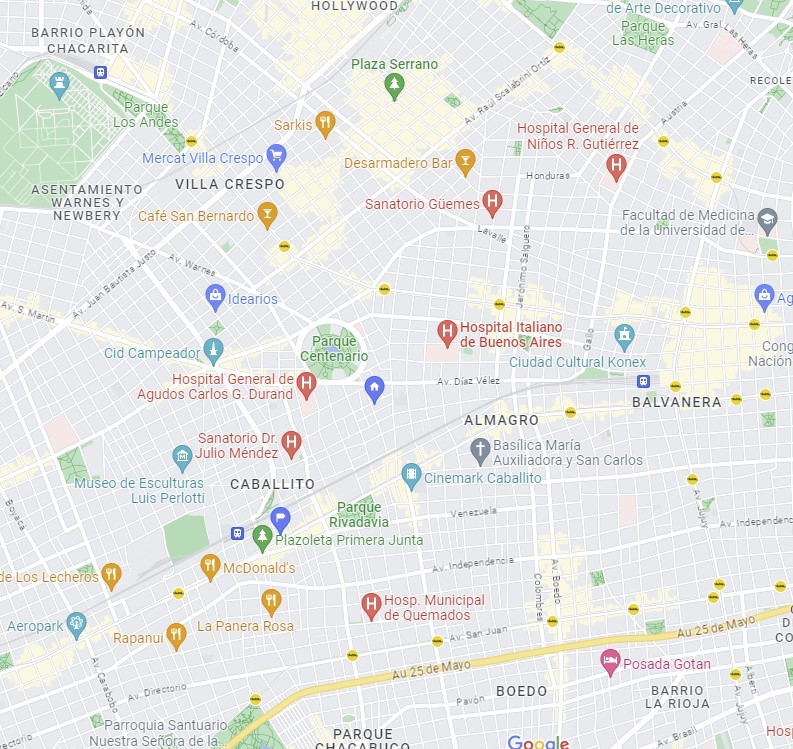 HOLLYWOOD
de Arte Decorativo
Parque
Las Heras
Av. Gral. Las Heras
BARRIO PLAYÓN
CHACARITA
Av. Córdoba
Plaza Serrano
Av. Raúl Scalabrini Ortiz
RECOLE
Parque
Los Andes
Sarkis
Hospital General de
Niños R. Gutiérrez
Austria
Mercat Villa Crespo
Desarmadero Bar
VILLA CRESPO
Honduras
ASENTAMIENTO
WARNES Y
NEWBERY
Café San Bernardo
Sanatorio Güemes
Facultad de Medicina
de la Universidad de...
Lavalle
Jerónimo Salguero
Av. Warnes
Av. Juan Bautista Justo
Idearios
Ag
Av. S. Martin
Parque
Centenario
Hospital Italiano
de Buenos Aires
Gallo
Cid Campeador
Ciudad Cultural Konex
Cong
Nación
Hospital General de
Agudos Carlos G. Durand
Av. Díaz Vélez
BALVANERA
ALMAGRO
Sanatorio Dr.
Julio Méndez
Basílica María
Auxiliadora y San Carlos
Museo de Esculturas
Luis Perlotti
CABALLITO
Cinemark Caballito
Boyaca
Parque
Rivadavia
Venezuela
Av. Jujuy
Av. Independenc
Plazoleta Primera Junta
de Los Lecheros
McDonald's
Av. Independencia
Colombres
Av. Boedo
Aeropark
La Panera Rosa
Hosp. Municipal
de Quemados
Rapanui
Av. San Juan
Au 25 de Mayo
Au 25 de Mayo
Posada Gotan
Av. Carabobo
Av. Directorio
BOEDO
BARRIO
LA RIOJA
Av. Jujuy
Alberti
C
D
CO
Pavón
Parroquia Santuario
Nuestra Señora de la...
PARQUE
CHACABUCO
Av. Brasil
Hosp
Google